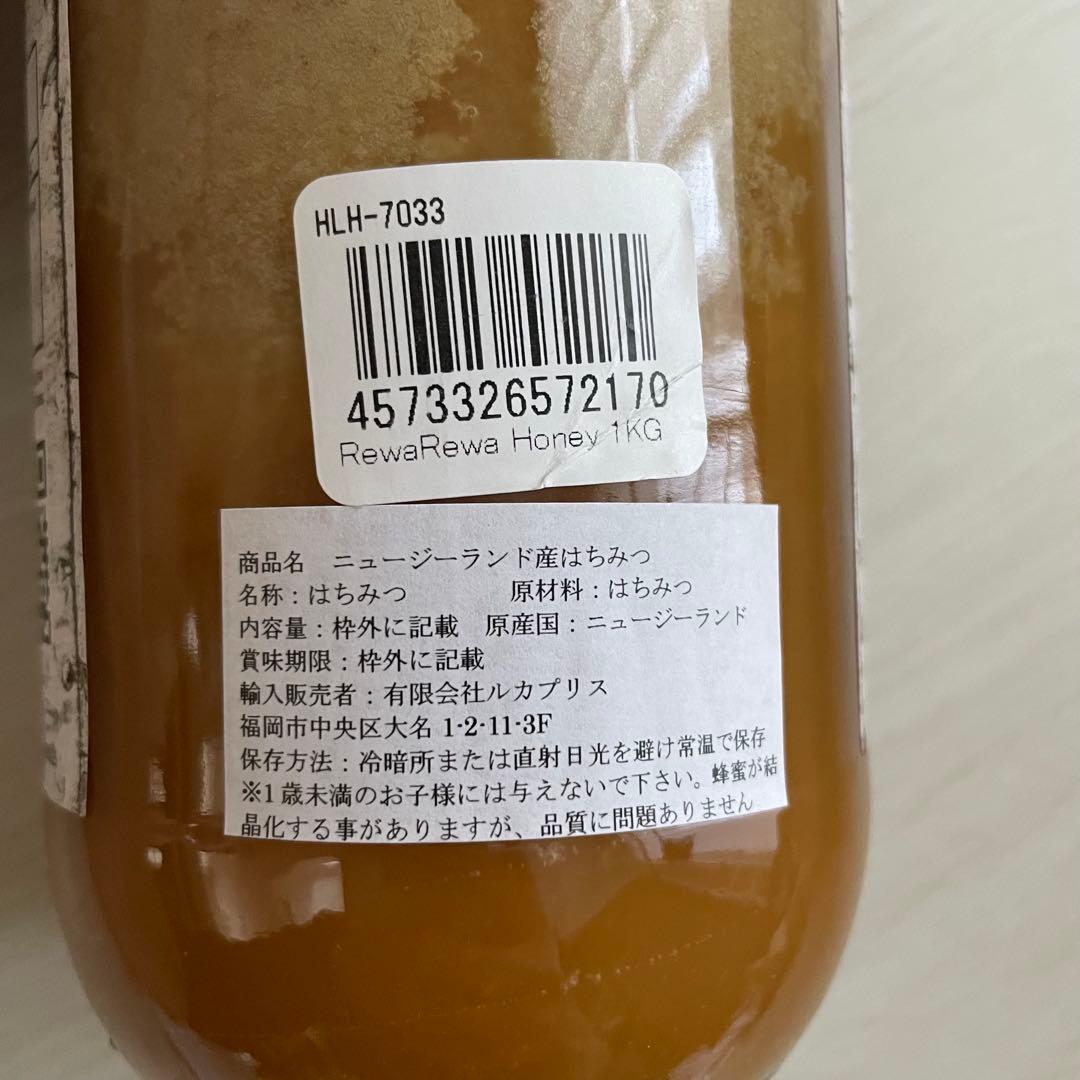 HLH-7033
4573326572170
RewaRewa Honey 1KG
商品名　ニュージーランド産はちみつ
名称：はちみつ　　　　原材料：はちみつ
内容量：枠外に記載　原産国：ニュージーランド
賞味期限：枠外に記載
輸入販売者：有限会社ルカプリス
福岡市中央区大名 1-2-11-3F
保存方法：冷暗所または直射日光を避け常温で保存
※1歳未満のお子様には与えないで下さい。蜂蜜が結
晶化する事がありますが、品質に問題ありません